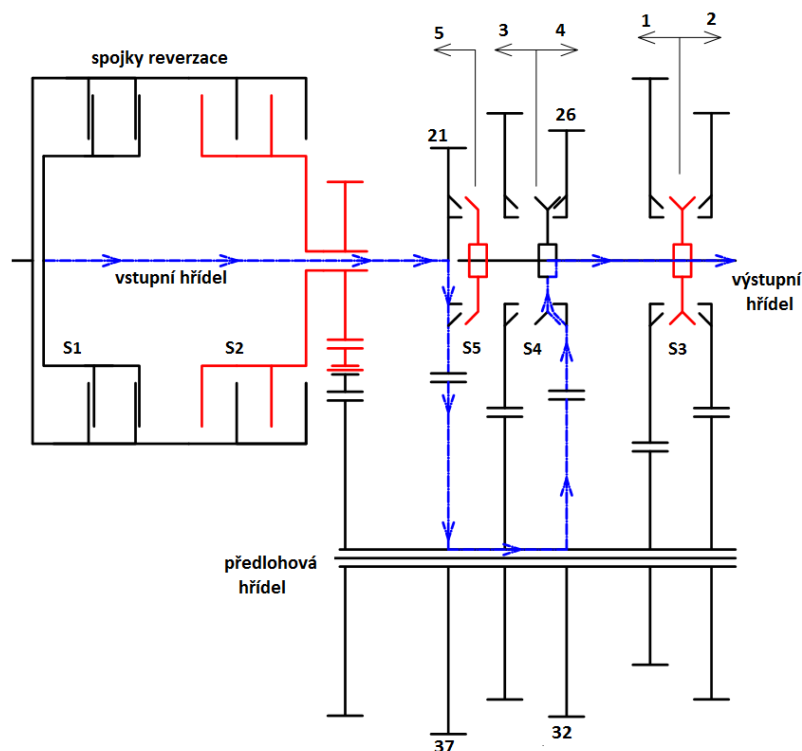 spojky reverzace
5
3
4
1
2
21
26
vstupní hřídel
výstupní
hřídel
S1
S2
S5
S4
S3
předlohová
hřídel
37
32